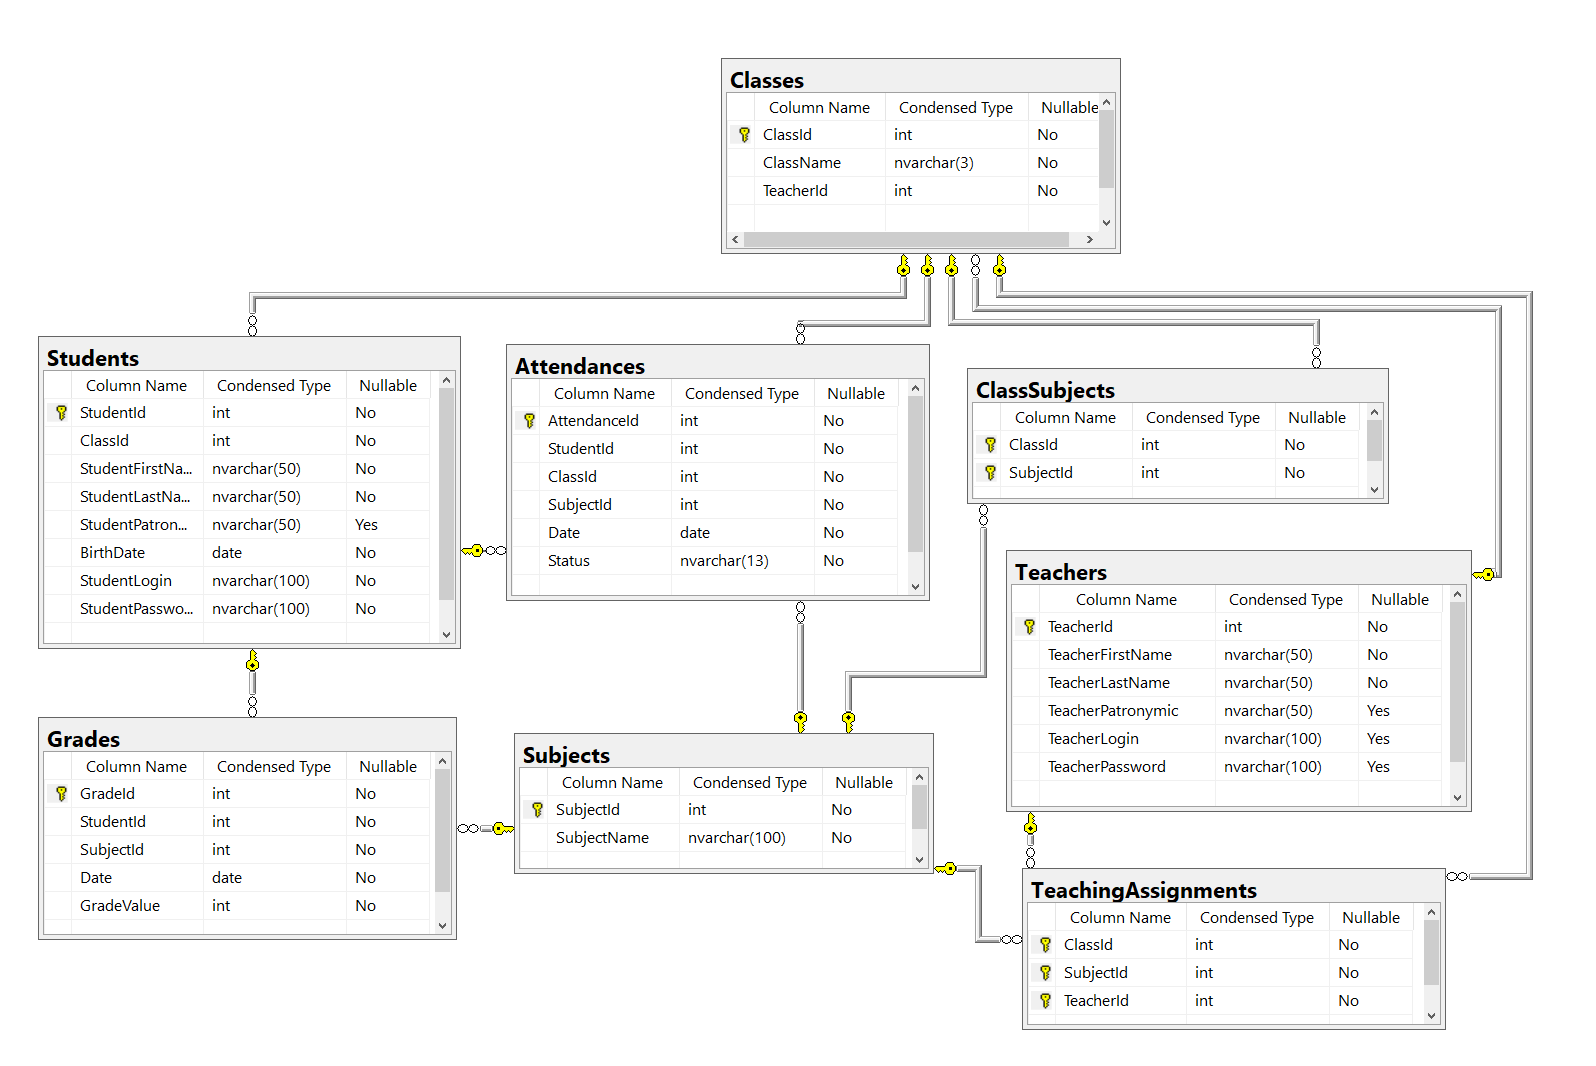 Classes
Column Name Condensed Type Nullable
ClassId int No
ClassName nvarchar(3) No
TeacherId int No
Students
Column Name Condensed Type Nullable
StudentId int No
ClassId int No
StudentFirstNa... nvarchar(50) No
StudentLastNa... nvarchar(50) No
StudentPatron... nvarchar(50) Yes
BirthDate date No
StudentLogin nvarchar(100) No
StudentPasswo... nvarchar(100) No
Attendances
Column Name Condensed Type Nullable
AttendanceId int No
StudentId int No
ClassId int No
SubjectId int No
Date date No
Status nvarchar(13) No
ClassSubjects
Column Name Condensed Type Nullable
ClassId int No
SubjectId int No
Teachers
Column Name Condensed Type Nullable
TeacherId int No
TeacherFirstName nvarchar(50) No
TeacherLastName nvarchar(50) No
TeacherPatronymic nvarchar(50) Yes
TeacherLogin nvarchar(100) Yes
TeacherPassword nvarchar(100) Yes
Grades
Column Name Condensed Type Nullable
GradeId int No
StudentId int No
SubjectId int No
Date date No
GradeValue int No
Subjects
Column Name Condensed Type Nullable
SubjectId int No
SubjectName nvarchar(100) No
TeachingAssignments
Column Name Condensed Type Nullable
ClassId int No
SubjectId int No
TeacherId int No